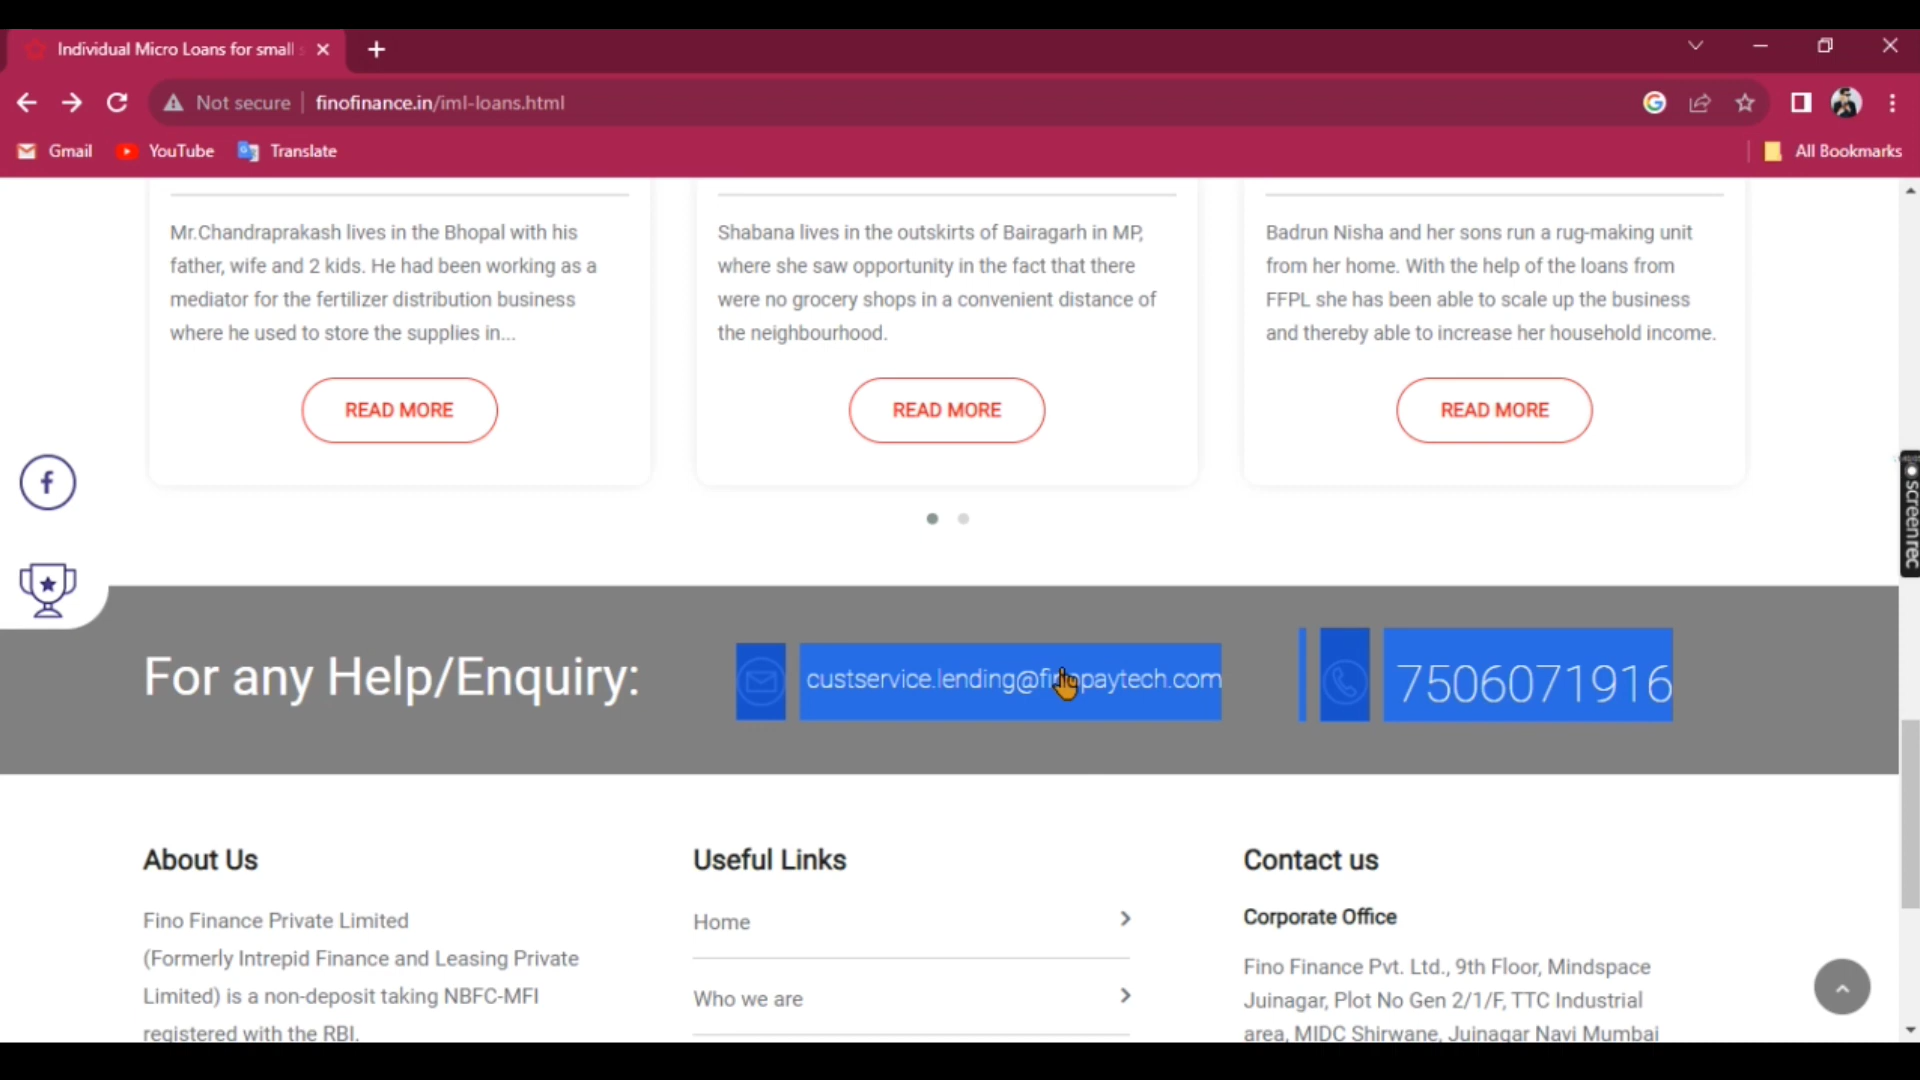 Individual Micro Loans for small
Not secure
finofinance.in/iml-loans.html
Gmail
YouTube
Translate
All Bookmarks
Mr.Chandraprakash lives in the Bhopal with his
father, wife and 2 kids. He had been working as a
mediator for the fertilizer distribution business
where he used to store the supplies in...
READ MORE
Shabana lives in the outskirts of Bairagarh in MP,
where she saw opportunity in the fact that there
were no grocery shops in a convenient distance of
the neighbourhood.
READ MORE
Badrun Nisha and her sons run a rug-making unit
from her home. With the help of the loans from
FFPL she has been able to scale up the business
and thereby able to increase her household income.
READ MORE
screenrec
For any Help/Enquiry:
custservice.lending@finopaytech.com
7506071916
About Us
Fino Finance Private Limited
(Formerly Intrepid Finance and Leasing Private
Limited) is a non-deposit taking NBFC-MFI
registered with the RBI.
Useful Links
Home
Who we are
Contact us
Corporate Office
Fino Finance Pvt. Ltd., 9th Floor, Mindspace
Juinagar, Plot No Gen 2/1/F, TTC Industrial
area, MIDC Shirwane, Juinagar Navi Mumbai